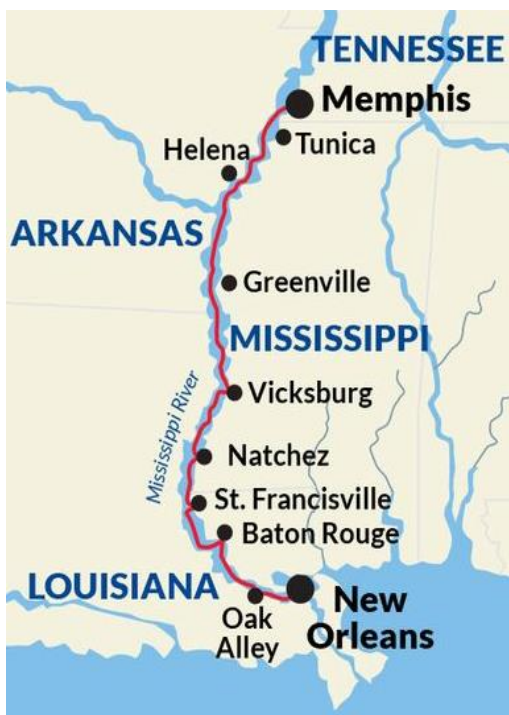 TENNESSEE
Memphis
Tunica
Helena
ARKANSAS
Greenville
MISSISSIPPI
Vicksburg
Mississippi River
Natchez
St. Francisville
Baton Rouge
LOUISIANA
Oak
Alley
New
Orleans